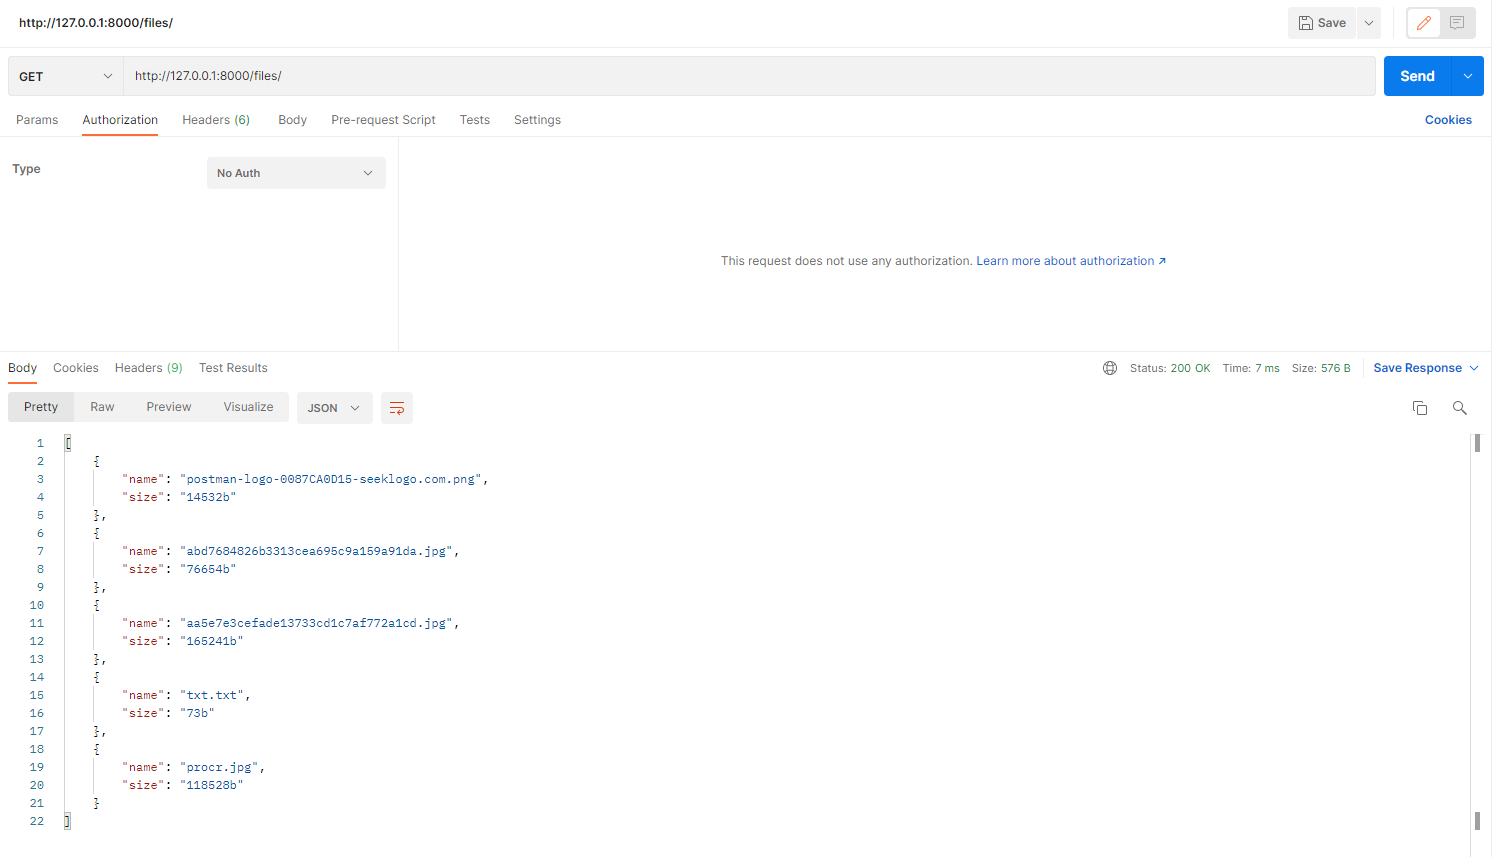 http://127.0.0.1:8000/files/
Save
GET http://127.0.0.1:8000/files/ Send
Params Authorization Headers (6) Body Pre-request Script Tests Settings Cookies
Type No Auth
This request does not use any authorization. Learn more about authorization ↗
Body Cookies Headers (9) Test Results Status: 200 OK Time: 7 ms Size: 576 B Save Response
Pretty Raw Preview Visualize JSON
1 [
2 {
3 "name": "postman-logo-0087CA0D15-seeklogo.com.png",
4 "size": "14532b"
5 },
6 {
7 "name": "abd7684826b3313cea695c9a159a91da.jpg",
8 "size": "76654b"
9 },
10 {
11 "name": "aa5e7e3cefade13733cd1c7af772a1cd.jpg",
12 "size": "165241b"
13 },
14 {
15 "name": "txt.txt",
16 "size": "73b"
17 },
18 {
19 "name": "procr.jpg",
20 "size": "118528b"
21 }
22 ]